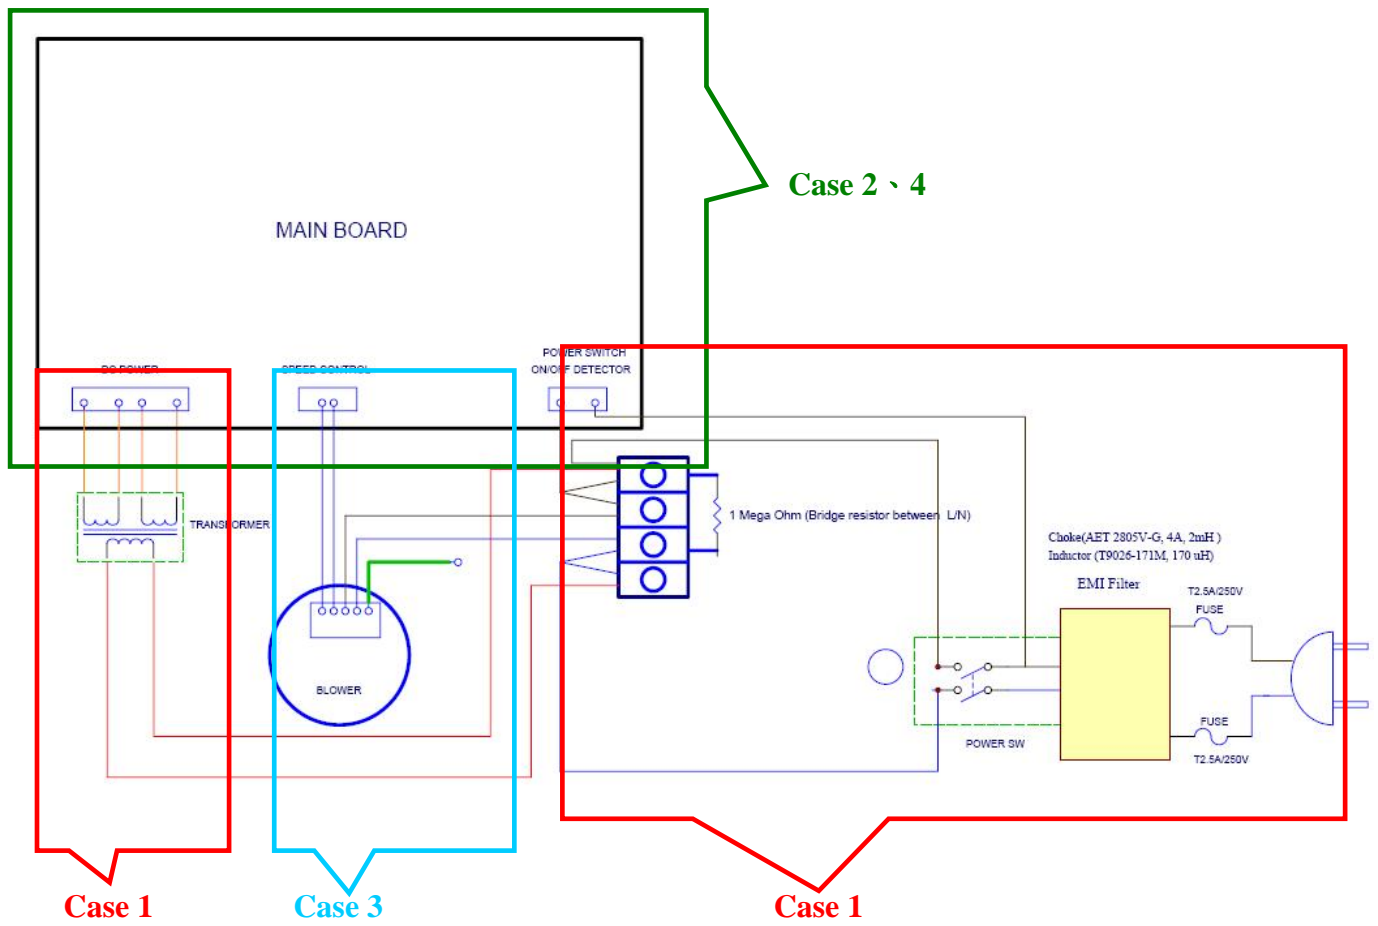 Case 2、4
MAIN BOARD
POWER SWITCH
ON/OFF DETECTOR
DC POWER
SPEED CONTROL
TRANSFORMER
1 Mega Ohm (Bridge resistor between L/N)
Choke(AET 2805V-G, 4A, 2mH )
Inductor (T9026-171M, 170 uH)
EMI Filter
T2.5A/250V
FUSE
BLOWER
POWER SW
FUSE
T2.5A/250V
Case 1
Case 3
Case 1